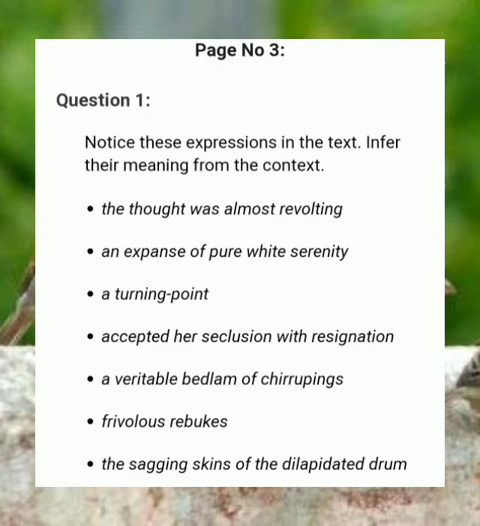 Page No 3:
Question 1:
Notice these expressions in the text. Infer
their meaning from the context.
• the thought was almost revolting
• an expanse of pure white serenity
• a turning-point
• accepted her seclusion with resignation
• a veritable bedlam of chirrupings
• frivolous rebukes
• the sagging skins of the dilapidated drum